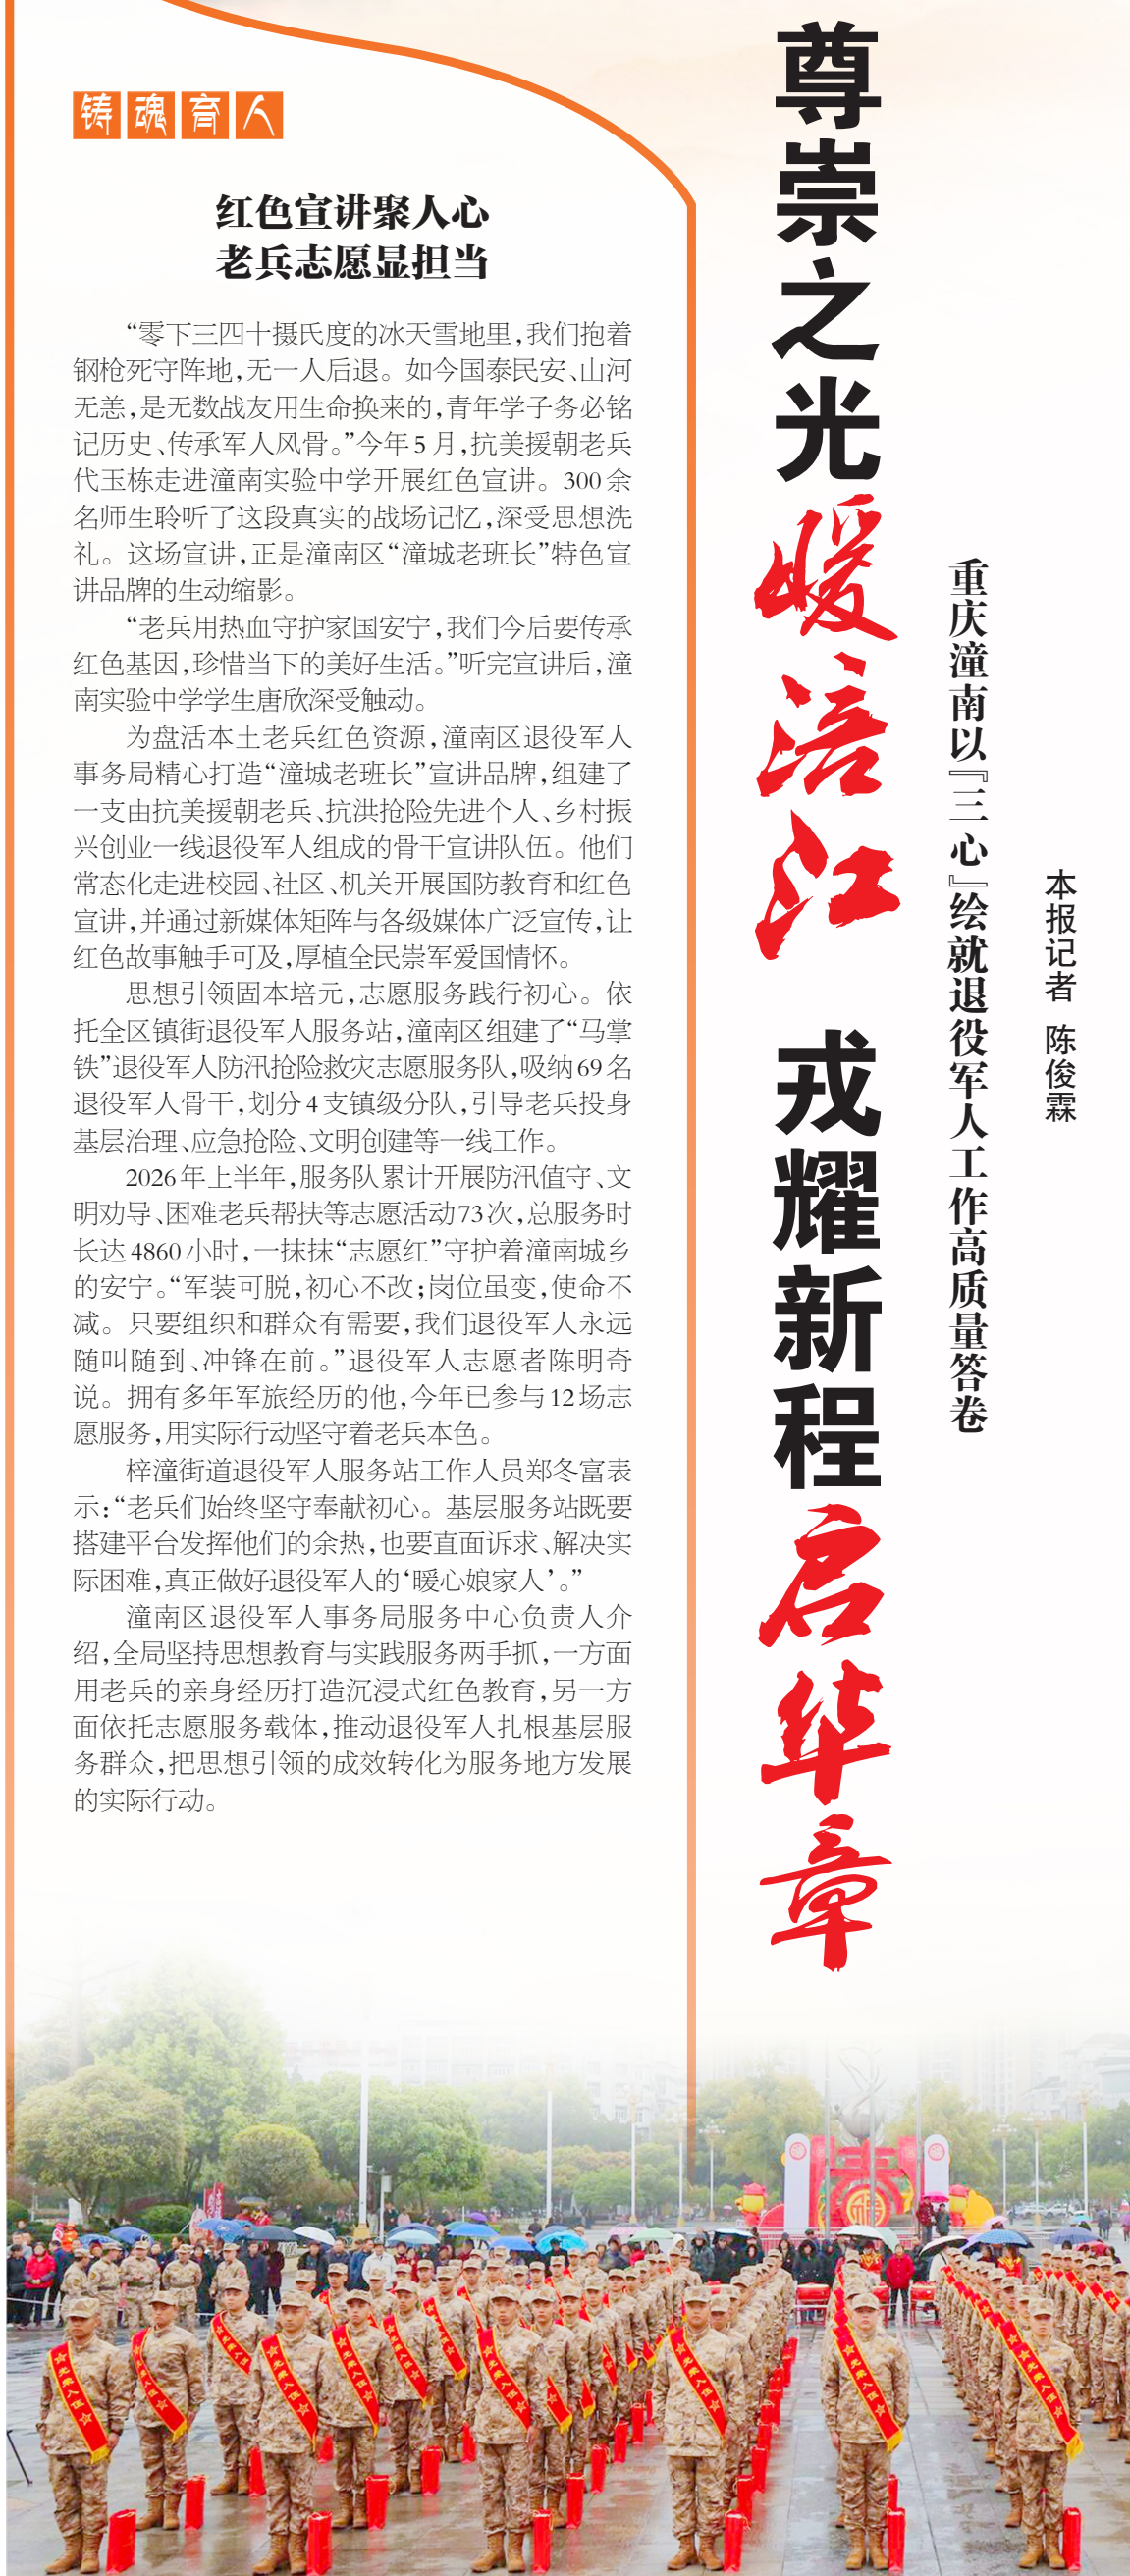 尊崇之光暖涪江 戎耀新程启华章
重庆潼南以『三心』绘就退役军人工作高质量答卷
本报记者 陈俊霖
铸魂育人
红色宣讲聚人心
老兵志愿显担当
“零下三四十摄氏度的冰天雪地里，我们抱着
钢枪死守阵地，无一人后退。如今国泰民安、山河
无恙，是无数战友用生命换来的，青年学子务必铭
记历史、传承军人风骨。”今年5月，抗美援朝老兵
代玉栋走进潼南实验中学开展红色宣讲。300余
名师生聆听了这段真实的战场记忆，深受思想洗
礼。这场宣讲，正是潼南区“潼城老班长”特色宣
讲品牌的生动缩影。
“老兵用热血守护家国安宁，我们今后要传承
红色基因，珍惜当下的美好生活。”听完宣讲后，潼
南实验中学学生唐欣深受触动。
为盘活本土老兵红色资源，潼南区退役军人
事务局精心打造“潼城老班长”宣讲品牌，组建了
一支由抗美援朝老兵、抗洪抢险先进个人、乡村振
兴创业一线退役军人组成的骨干宣讲队伍。他们
常态化走进校园、社区、机关开展国防教育和红色
宣讲，并通过新媒体矩阵与各级媒体广泛宣传，让
红色故事触手可及，厚植全民崇军爱国情怀。
思想引领固本培元，志愿服务践行初心。依
托全区镇街退役军人服务站，潼南区组建了“马掌
铁”退役军人防汛抢险救灾志愿服务队，吸纳69名
退役军人骨干，划分4支镇级分队，引导老兵投身
基层治理、应急抢险、文明创建等一线工作。
2026年上半年，服务队累计开展防汛值守、文
明劝导、困难老兵帮扶等志愿活动73次，总服务时
长达4860小时，一抹抹“志愿红”守护着潼南城乡
的安宁。“军装可脱，初心不改；岗位虽变，使命不
减。只要组织和群众有需要，我们退役军人永远
随叫随到、冲锋在前。”退役军人志愿者陈明奇
说。拥有多年军旅经历的他，今年已参与12场志
愿服务，用实际行动坚守着老兵本色。
梓潼街道退役军人服务站工作人员郑冬富表
示：“老兵们始终坚守奉献初心。基层服务站既要
搭建平台发挥他们的余热，也要直面诉求、解决实
际困难，真正做好退役军人的‘暖心娘家人’。”
潼南区退役军人事务局服务中心负责人介
绍，全局坚持思想教育与实践服务两手抓，一方面
用老兵的亲身经历打造沉浸式红色教育，另一方
面依托志愿服务载体，推动退役军人扎根基层服
务群众，把思想引领的成效转化为服务地方发展
的实际行动。
光荣入伍
光荣入伍
光荣入伍
光荣入伍
光荣入伍
光荣入伍